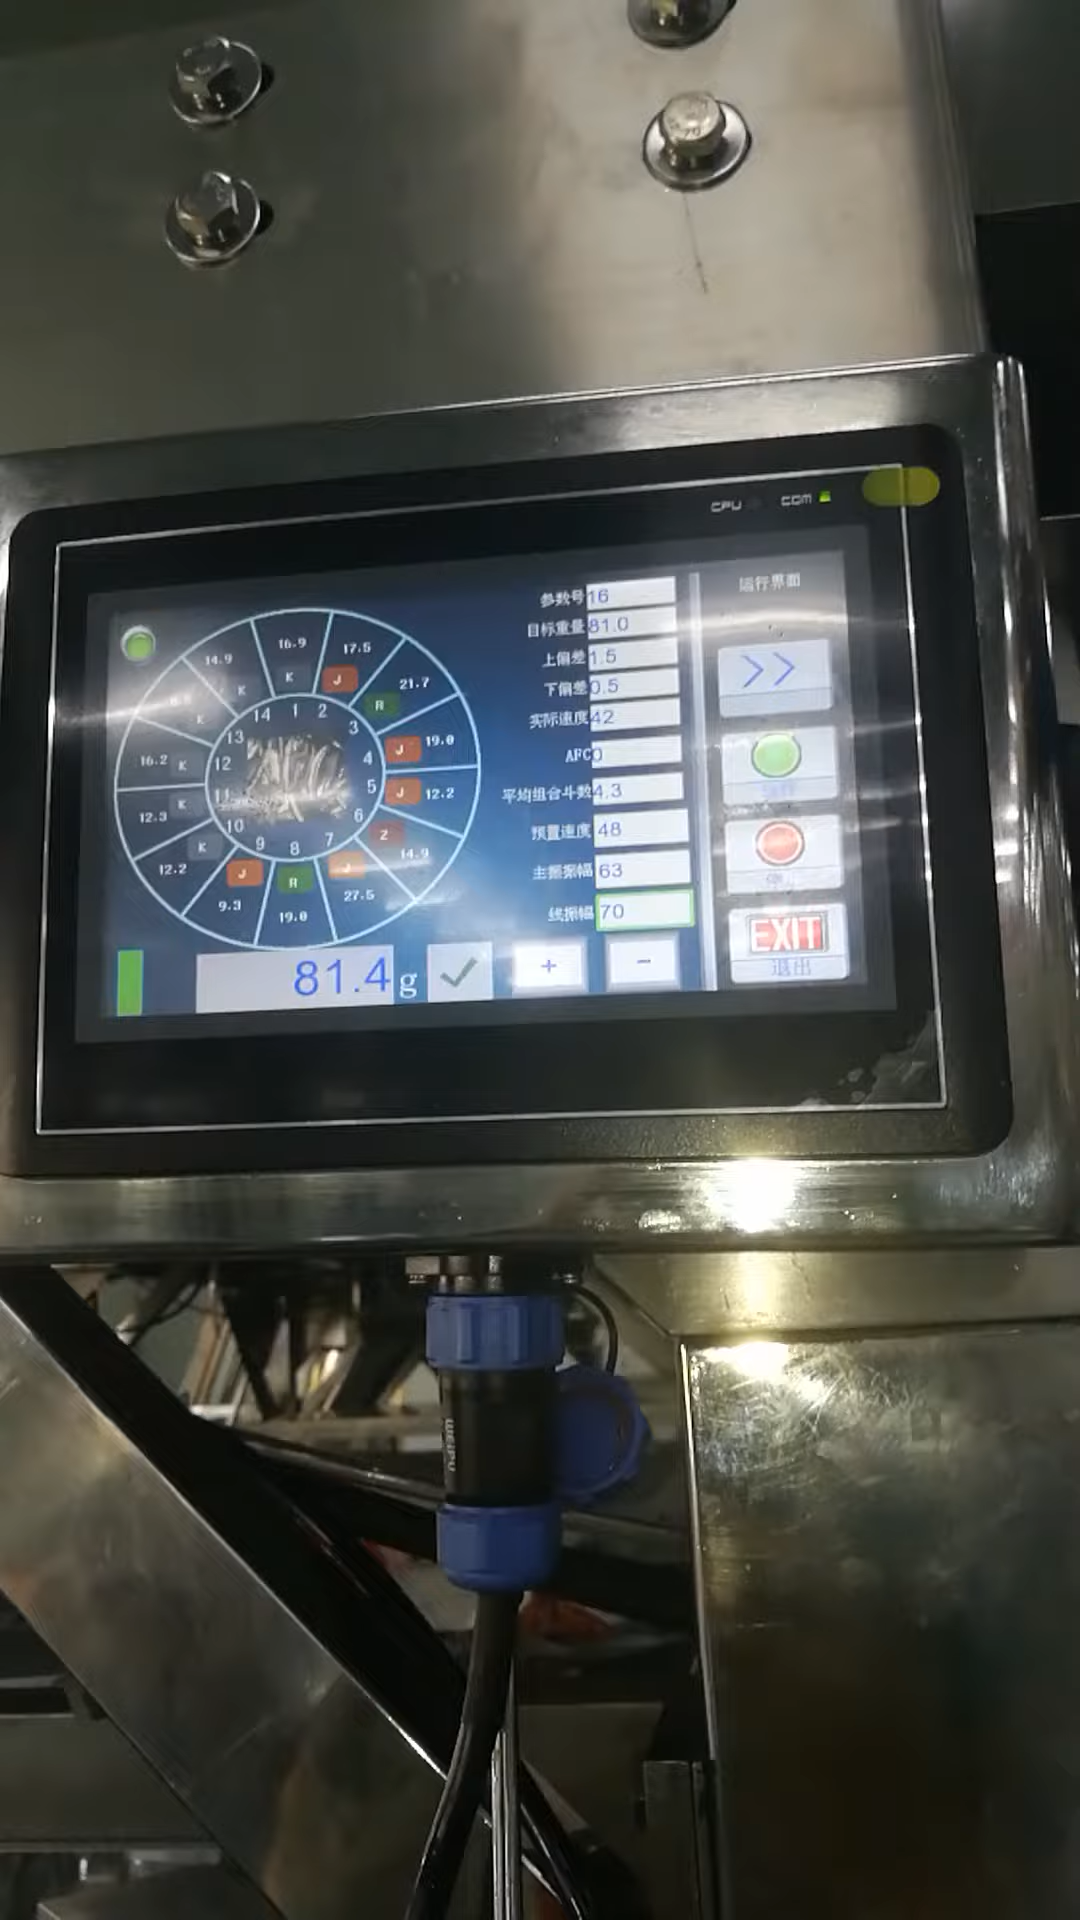 CPU COM
运行界面
参数号 16
目标重量 81.0
上偏差 1.5
下偏差 0.5
实际速度 42
AFC 0
平均组合斗数 4.3
预置速度 48
主振振幅 63
线振幅 70
>>
EXIT
退出
16.9 K 1
17.5 J 2
21.7 R 3
19.0 J 4
12.2 J 5
14.9 Z 6
27.5 J 7
19.0 R 8
9.3 J 9
12.2 K 10
12.3 K 11
16.2 K 12
K 13
14.9 K 14
81.4 g
+
-
WEIPU